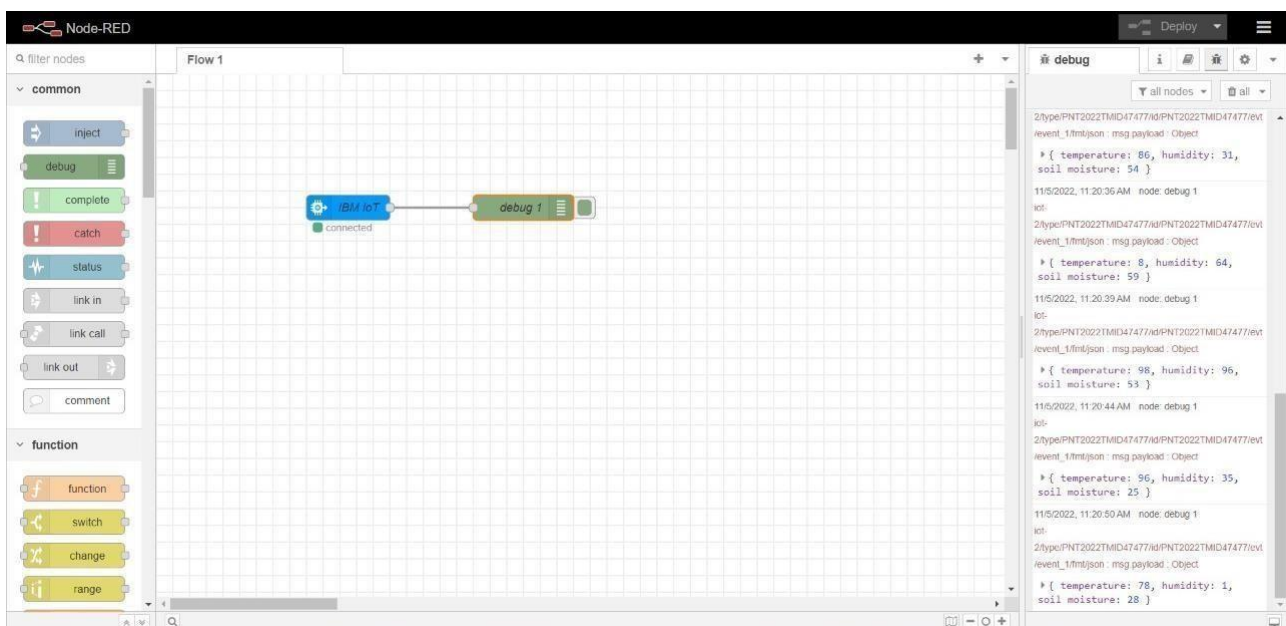 Node-RED
Deploy
filter nodes
Flow 1
debug
i
all nodes
all
common
inject
debug
complete
catch
status
link in
link call
link out
comment
function
function
switch
change
range
IBM IoT
connected
debug 1
2/type/PNT2022TMID47477/id/PNT2022TMID47477/evt
/event_1/fmt/json : msg.payload : Object
{ temperature: 86, humidity: 31,
soil moisture: 54 }
11/5/2022, 11:20:36 AM node: debug 1
iot-
2/type/PNT2022TMID47477/id/PNT2022TMID47477/evt
/event_1/fmt/json : msg.payload : Object
{ temperature: 8, humidity: 64,
soil moisture: 59 }
11/5/2022, 11:20:39 AM node: debug 1
iot-
2/type/PNT2022TMID47477/id/PNT2022TMID47477/evt
/event_1/fmt/json : msg.payload : Object
{ temperature: 98, humidity: 96,
soil moisture: 53 }
11/5/2022, 11:20:44 AM node: debug 1
iot-
2/type/PNT2022TMID47477/id/PNT2022TMID47477/evt
/event_1/fmt/json : msg.payload : Object
{ temperature: 96, humidity: 35,
soil moisture: 25 }
11/5/2022, 11:20:50 AM node: debug 1
iot-
2/type/PNT2022TMID47477/id/PNT2022TMID47477/evt
/event_1/fmt/json : msg.payload : Object
{ temperature: 78, humidity: 1,
soil moisture: 28 }